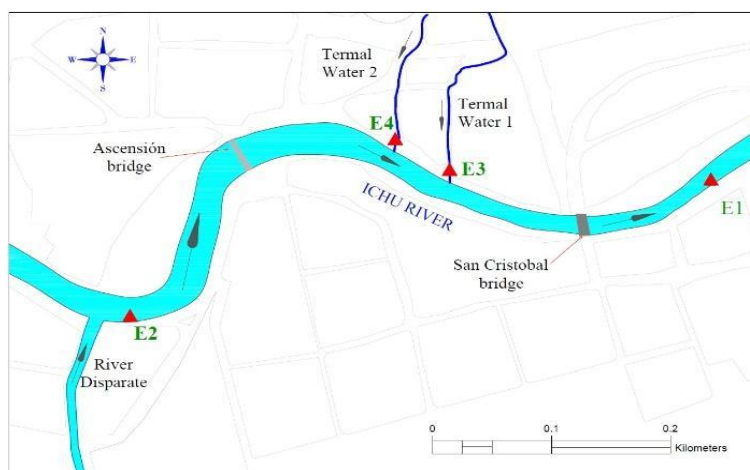 N
W E
S
Termal
Water 2
Termal
Water 1
E4
Ascensión
bridge
E3
E1
ICHU RIVER
San Cristobal
bridge
E2
River
Disparate
0 0.1 0.2
Kilometers